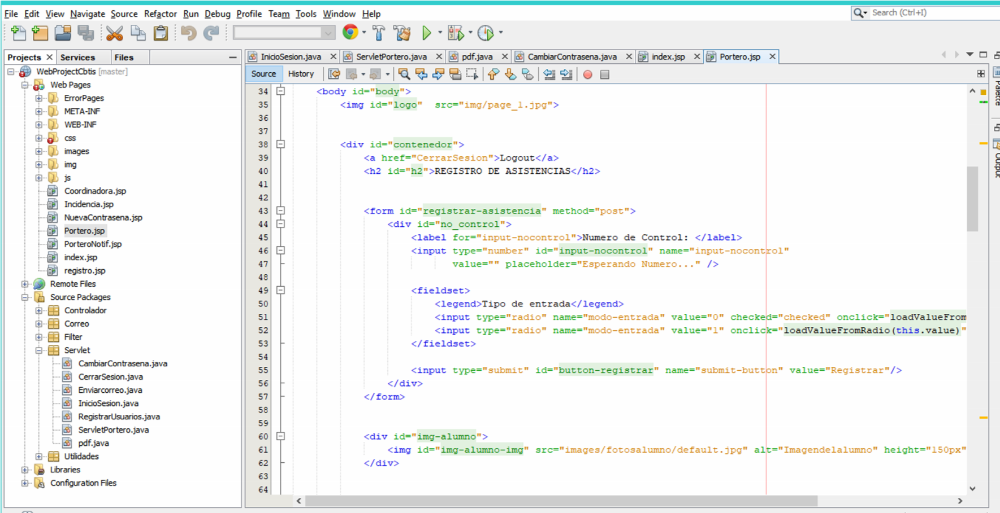 File Edit View Navigate Source Refactor Run Debug Profile Team Tools Window Help
Search (Ctrl+I)
Projects Services Files
WebProjectCbtis [master]
Web Pages
ErrorPages
META-INF
WEB-INF
css
images
img
js
Coordinadora.jsp
Incidencia.jsp
NuevaContrasena.jsp
Portero.jsp
PorteroNotif.jsp
index.jsp
registro.jsp
Remote Files
Source Packages
Controlador
Correo
Filter
Servlet
CambiarContrasena.java
CerrarSesion.java
Enviarcorreo.java
InicioSesion.java
RegistrarUsuarios.java
ServletPortero.java
pdf.java
Utilidades
Libraries
Configuration Files
InicioSesion.java ServletPortero.java pdf.java CambiarContrasena.java index.jsp Portero.jsp
Source History
34 <body id="body">
35 <img id="logo"  src="img/page_1.jpg">
36
37
38 <div id="contenedor">
39 <a href="CerrarSesion">Logout</a>
40 <h2 id="h2">REGISTRO DE ASISTENCIAS</h2>
41
42
43 <form id="registrar-asistencia" method="post">
44 <div id="no_control">
45 <label for="input-nocontrol">Numero de Control: </label>
46 <input type="number" id="input-nocontrol" name="input-nocontrol"
47 value="" placeholder="Esperando Numero..." />
48
49 <fieldset>
50 <legend>Tipo de entrada</legend>
51 <input type="radio" name="modo-entrada" value="0" checked="checked" onclick="loadValueFrom
52 <input type="radio" name="modo-entrada" value="1" onclick="loadValueFromRadio(this.value)"
53 </fieldset>
54
55 <input type="submit" id="button-registrar" name="submit-button" value="Registrar"/>
56 </div>
57 </form>
58
59
60 <div id="img-alumno">
61 <img id="img-alumno-img" src="images/fotosalumno/default.jpg" alt="Imagendelalumno" height="150px"
62 </div>
63
64
Palette
Output